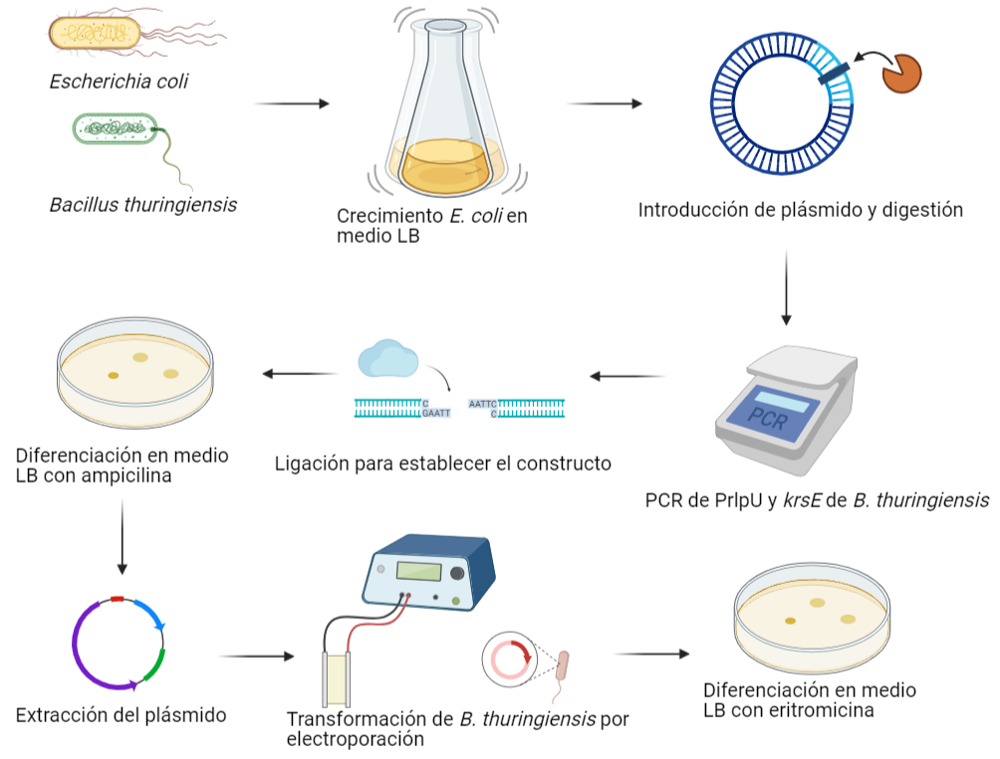 Escherichia coli
Bacillus thuringiensis
Crecimiento E. coli en
medio LB
Introducción de plásmido y digestión
PCR
PCR de PrlpU y krsE de B. thuringiensis
C
GAATT
AATTC
C
Ligación para establecer el constructo
Diferenciación en medio
LB con ampicilina
Extracción del plásmido
Transformación de B. thuringiensis por
electroporación
Diferenciación en medio
LB con eritromicina